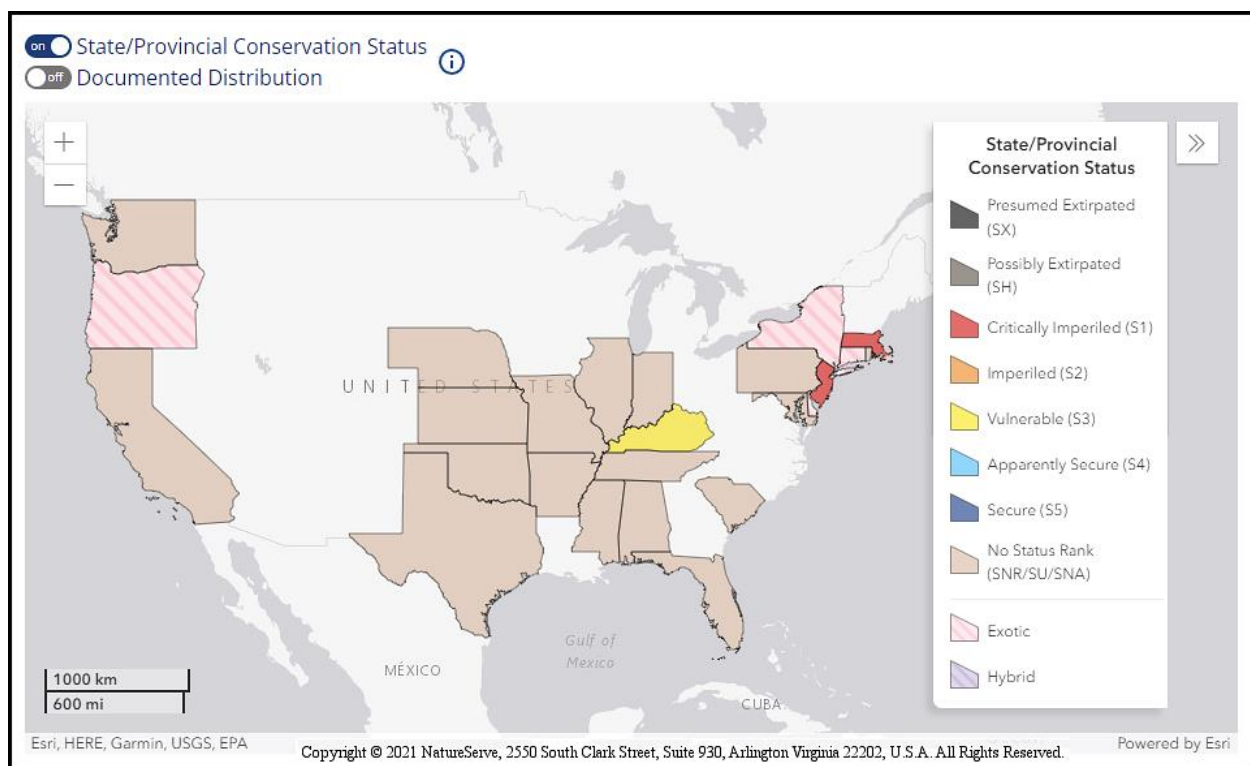 on State/Provincial Conservation Status
off Documented Distribution
i
+
−
State/Provincial
Conservation Status
Presumed Extirpated
(SX)
Possibly Extirpated
(SH)
Critically Imperiled (S1)
Imperiled (S2)
Vulnerable (S3)
Apparently Secure (S4)
Secure (S5)
No Status Rank
(SNR/SU/SNA)
Exotic
Hybrid
UNITED STATES
Gulf of
Mexico
MÉXICO
CUBA
1000 km
600 mi
Esri, HERE, Garmin, USGS, EPA
Copyright © 2021 NatureServe, 2550 South Clark Street, Suite 930, Arlington Virginia 22202, U.S.A. All Rights Reserved.
Powered by Esri